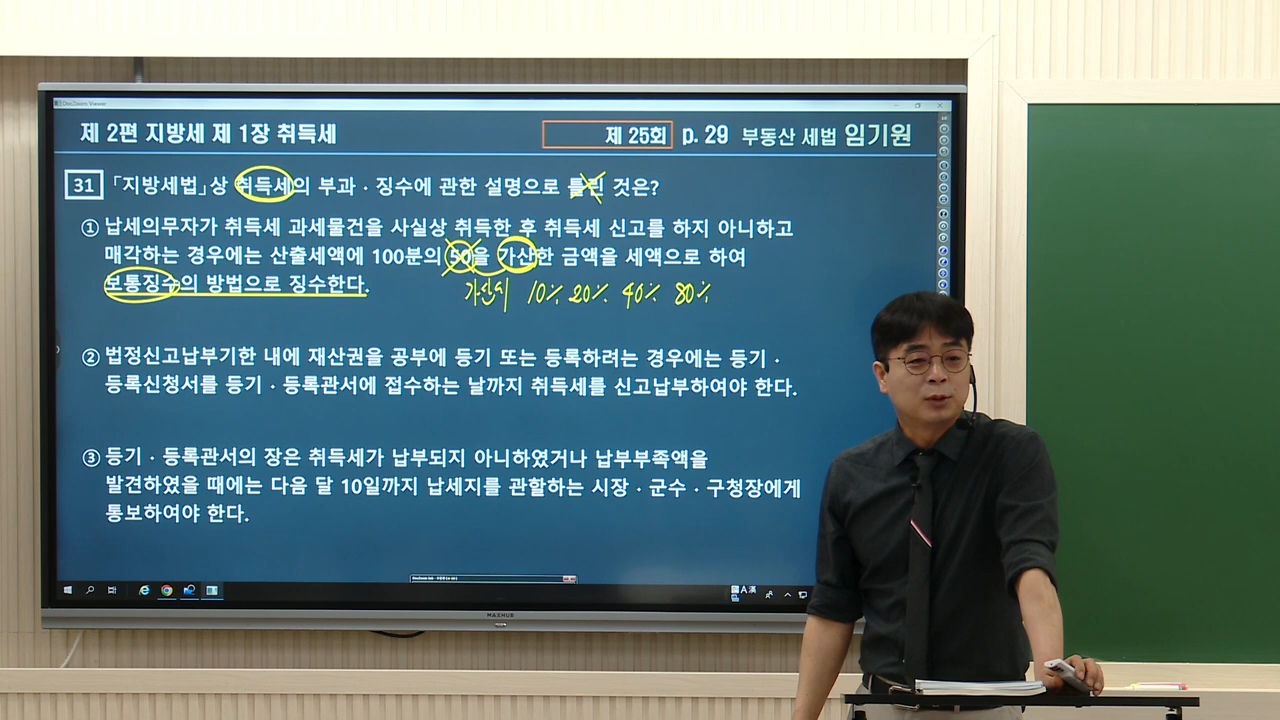 DocZoom Viewer
제 2편 지방세 제 1장 취득세
제 25회 p. 29 부동산 세법 임기원
31 「지방세법」상 취득세의 부과 · 징수에 관한 설명으로 틀린 것은?
① 납세의무자가 취득세 과세물건을 사실상 취득한 후 취득세 신고를 하지 아니하고
매각하는 경우에는 산출세액에 100분의 50을 가산한 금액을 세액으로 하여
보통징수의 방법으로 징수한다.
가산시 10% 20% 40% 80%
② 법정신고납부기한 내에 재산권을 공부에 등기 또는 등록하려는 경우에는 등기 ·
등록신청서를 등기 · 등록관서에 접수하는 날까지 취득세를 신고납부하여야 한다.
③ 등기 · 등록관서의 장은 취득세가 납부되지 아니하였거나 납부부족액을
발견하였을 때에는 다음 달 10일까지 납세지를 관할하는 시장 · 군수 · 구청장에게
통보하여야 한다.
A 漢
MAXHUB